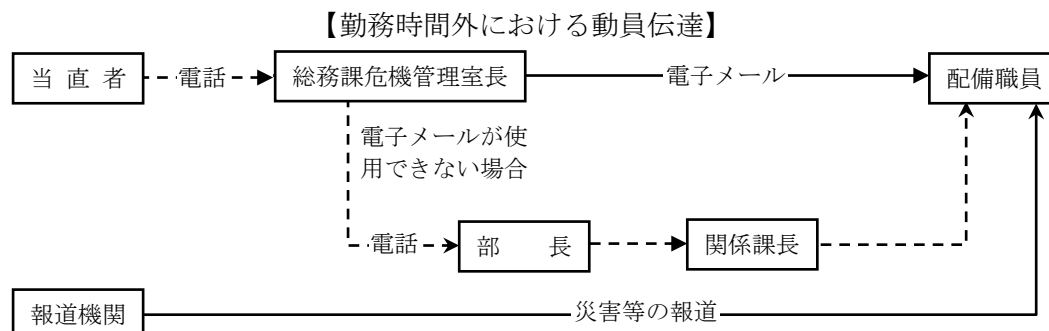 【勤務時間外における動員伝達】
当 直 者
電話
総務課危機管理室長
電子メール
配備職員
電子メールが使
用できない場合
電話
部 長
関係課長
報道機関
災害等の報道